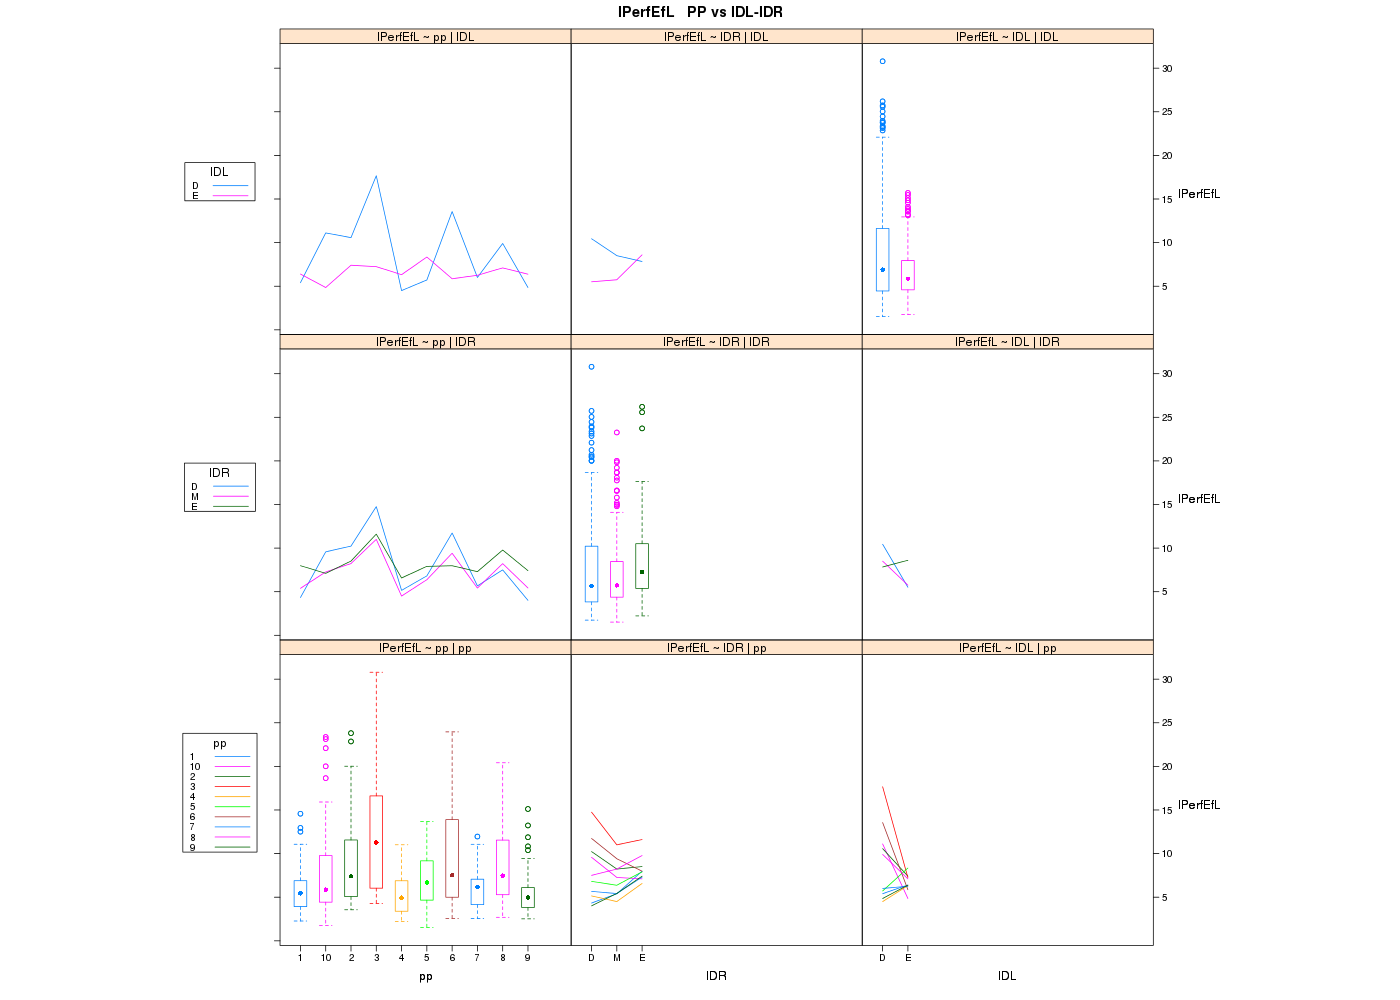 IPerfEfL   PP vs IDL-IDR
IPerfEfL ~ pp | IDL
IPerfEfL ~ IDR | IDL
IPerfEfL ~ IDL | IDL
30
25
20
15
10
5
IPerfEfL
IDL
D
E
IPerfEfL ~ pp | IDR
IPerfEfL ~ IDR | IDR
IPerfEfL ~ IDL | IDR
30
25
20
15
10
5
IPerfEfL
IDR
D
M
E
IPerfEfL ~ pp | pp
IPerfEfL ~ IDR | pp
IPerfEfL ~ IDL | pp
30
25
20
15
10
5
IPerfEfL
pp
1
10
2
3
4
5
6
7
8
9
1 10 2 3 4 5 6 7 8 9
D M E
D E
pp
IDR
IDL